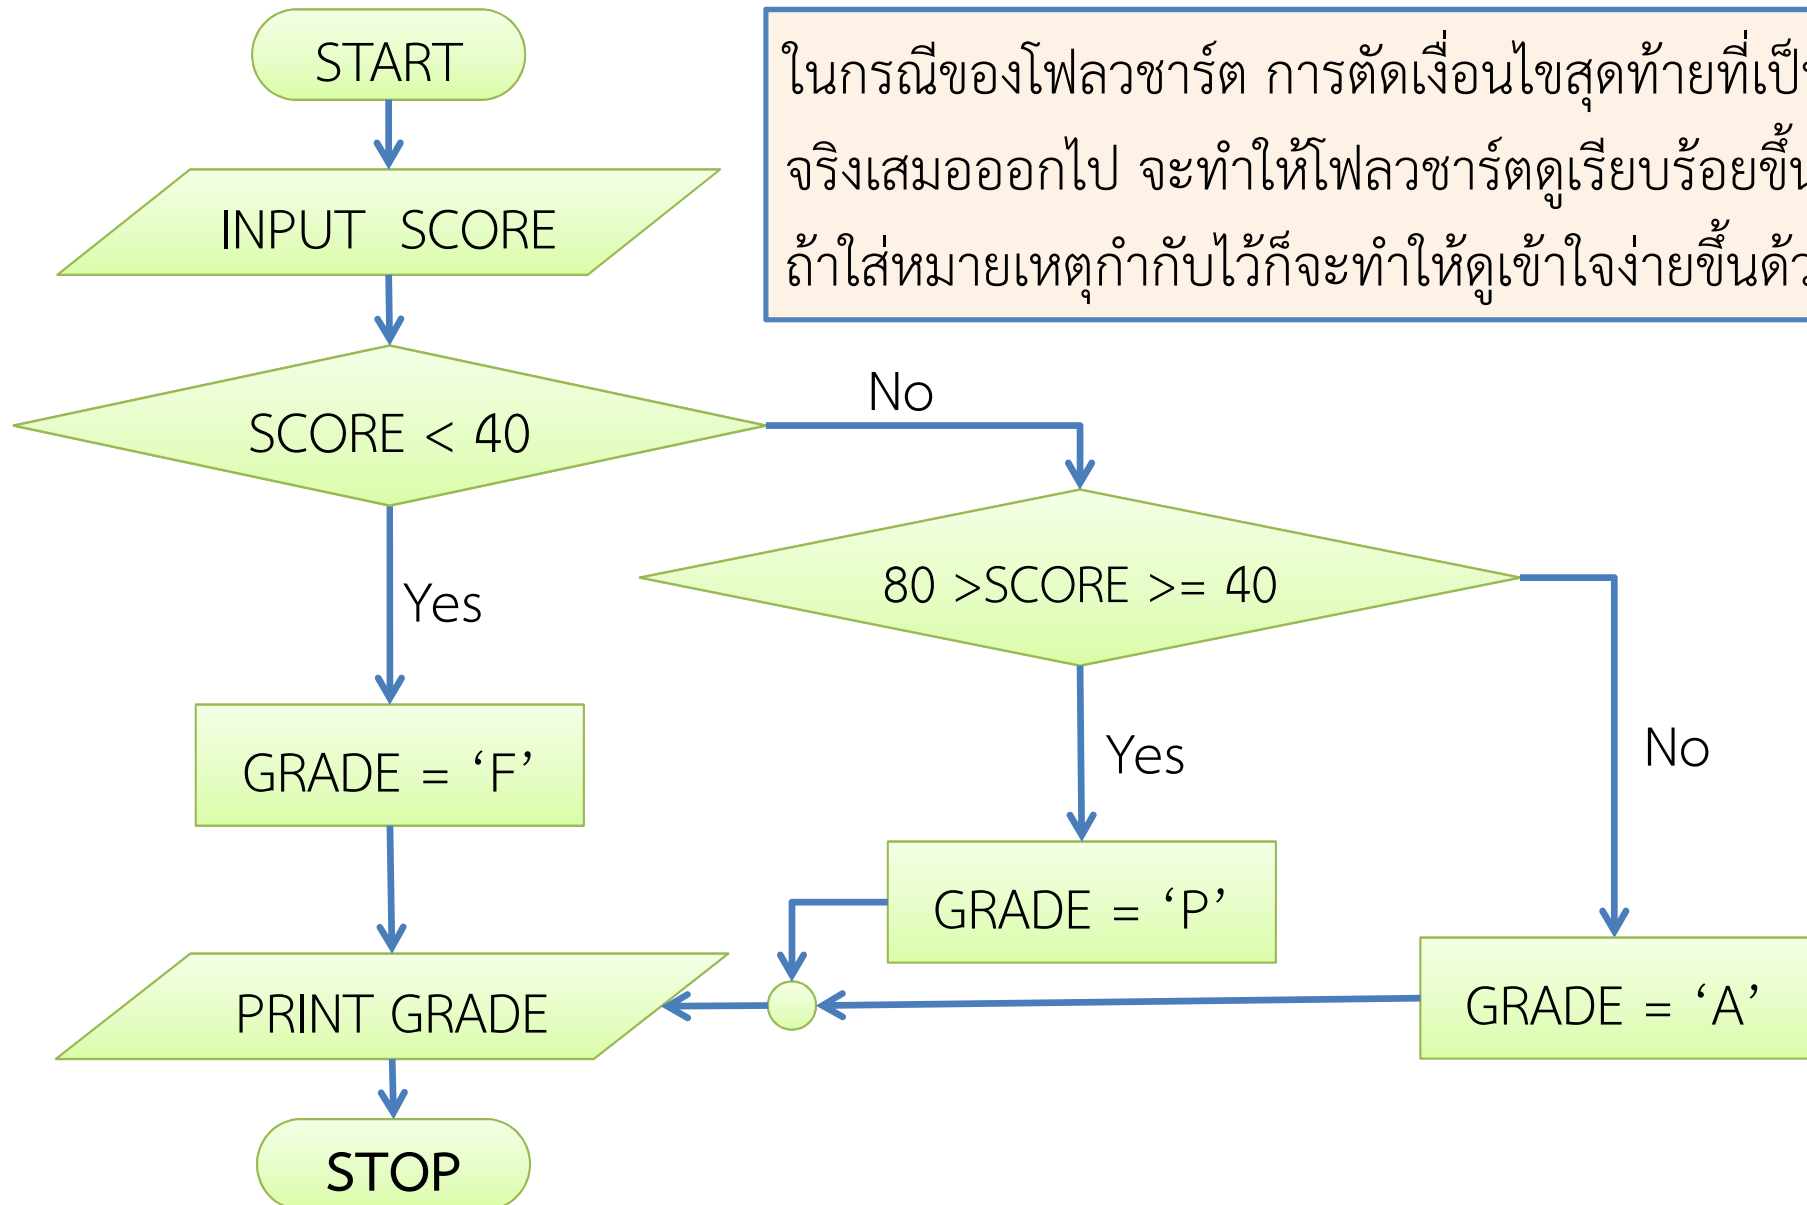 START
ในกรณีของโฟลวชาร์ต การตัดเงื่อนไขสุดท้ายที่
จริงเสมอออกไป จะทำให้โฟลวชาร์ตดูเรียบร้อยขึ้น
ถ้าใส่หมายเหตุกำกับไว้ก็จะทำให้ดูเข้าใจง่ายขึ้น
INPUT SCORE
No
SCORE < 40
80 >SCORE >= 40
Yes
No
Yes
GRADE = ‘F’
GRADE = ‘P’
GRADE = ‘A’
PRINT GRADE
STOP